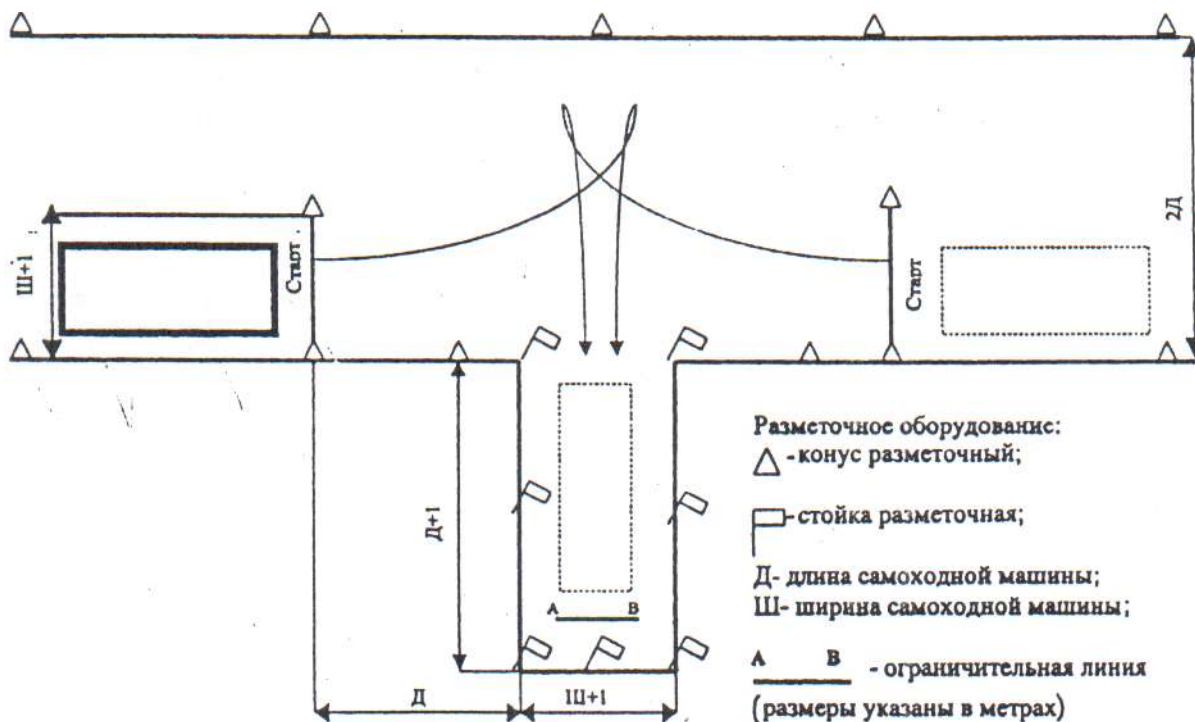 2Д
Ш+1
Старт
Старт
Д+1
A B
Д
Ш+1
Разметочное оборудование:
-конус разметочный;
-стойка разметочная;
Д- длина самоходной машины;
Ш- ширина самоходной машины;
A B - ограничительная линия
(размеры указаны в метрах)